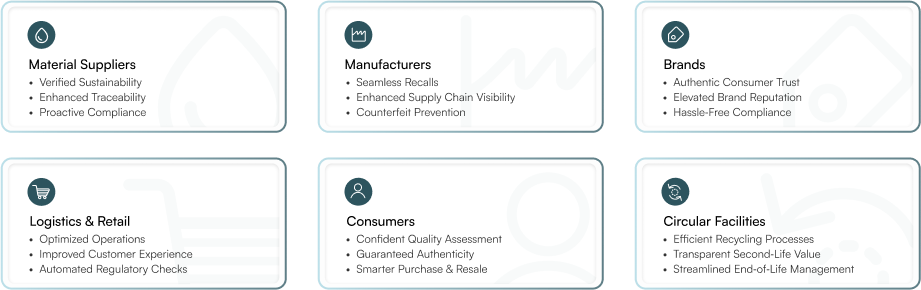 Material Suppliers
• Verified Sustainability
• Enhanced Traceability
• Proactive Compliance
Manufacturers
• Seamless Recalls
• Enhanced Supply Chain Visibility
• Counterfeit Prevention
Brands
• Authentic Consumer Trust
• Elevated Brand Reputation
• Hassle-Free Compliance
Logistics & Retail
• Optimized Operations
• Improved Customer Experience
• Automated Regulatory Checks
Consumers
• Confident Quality Assessment
• Guaranteed Authenticity
• Smarter Purchase & Resale
Circular Facilities
• Efficient Recycling Processes
• Transparent Second-Life Value
• Streamlined End-of-Life Management